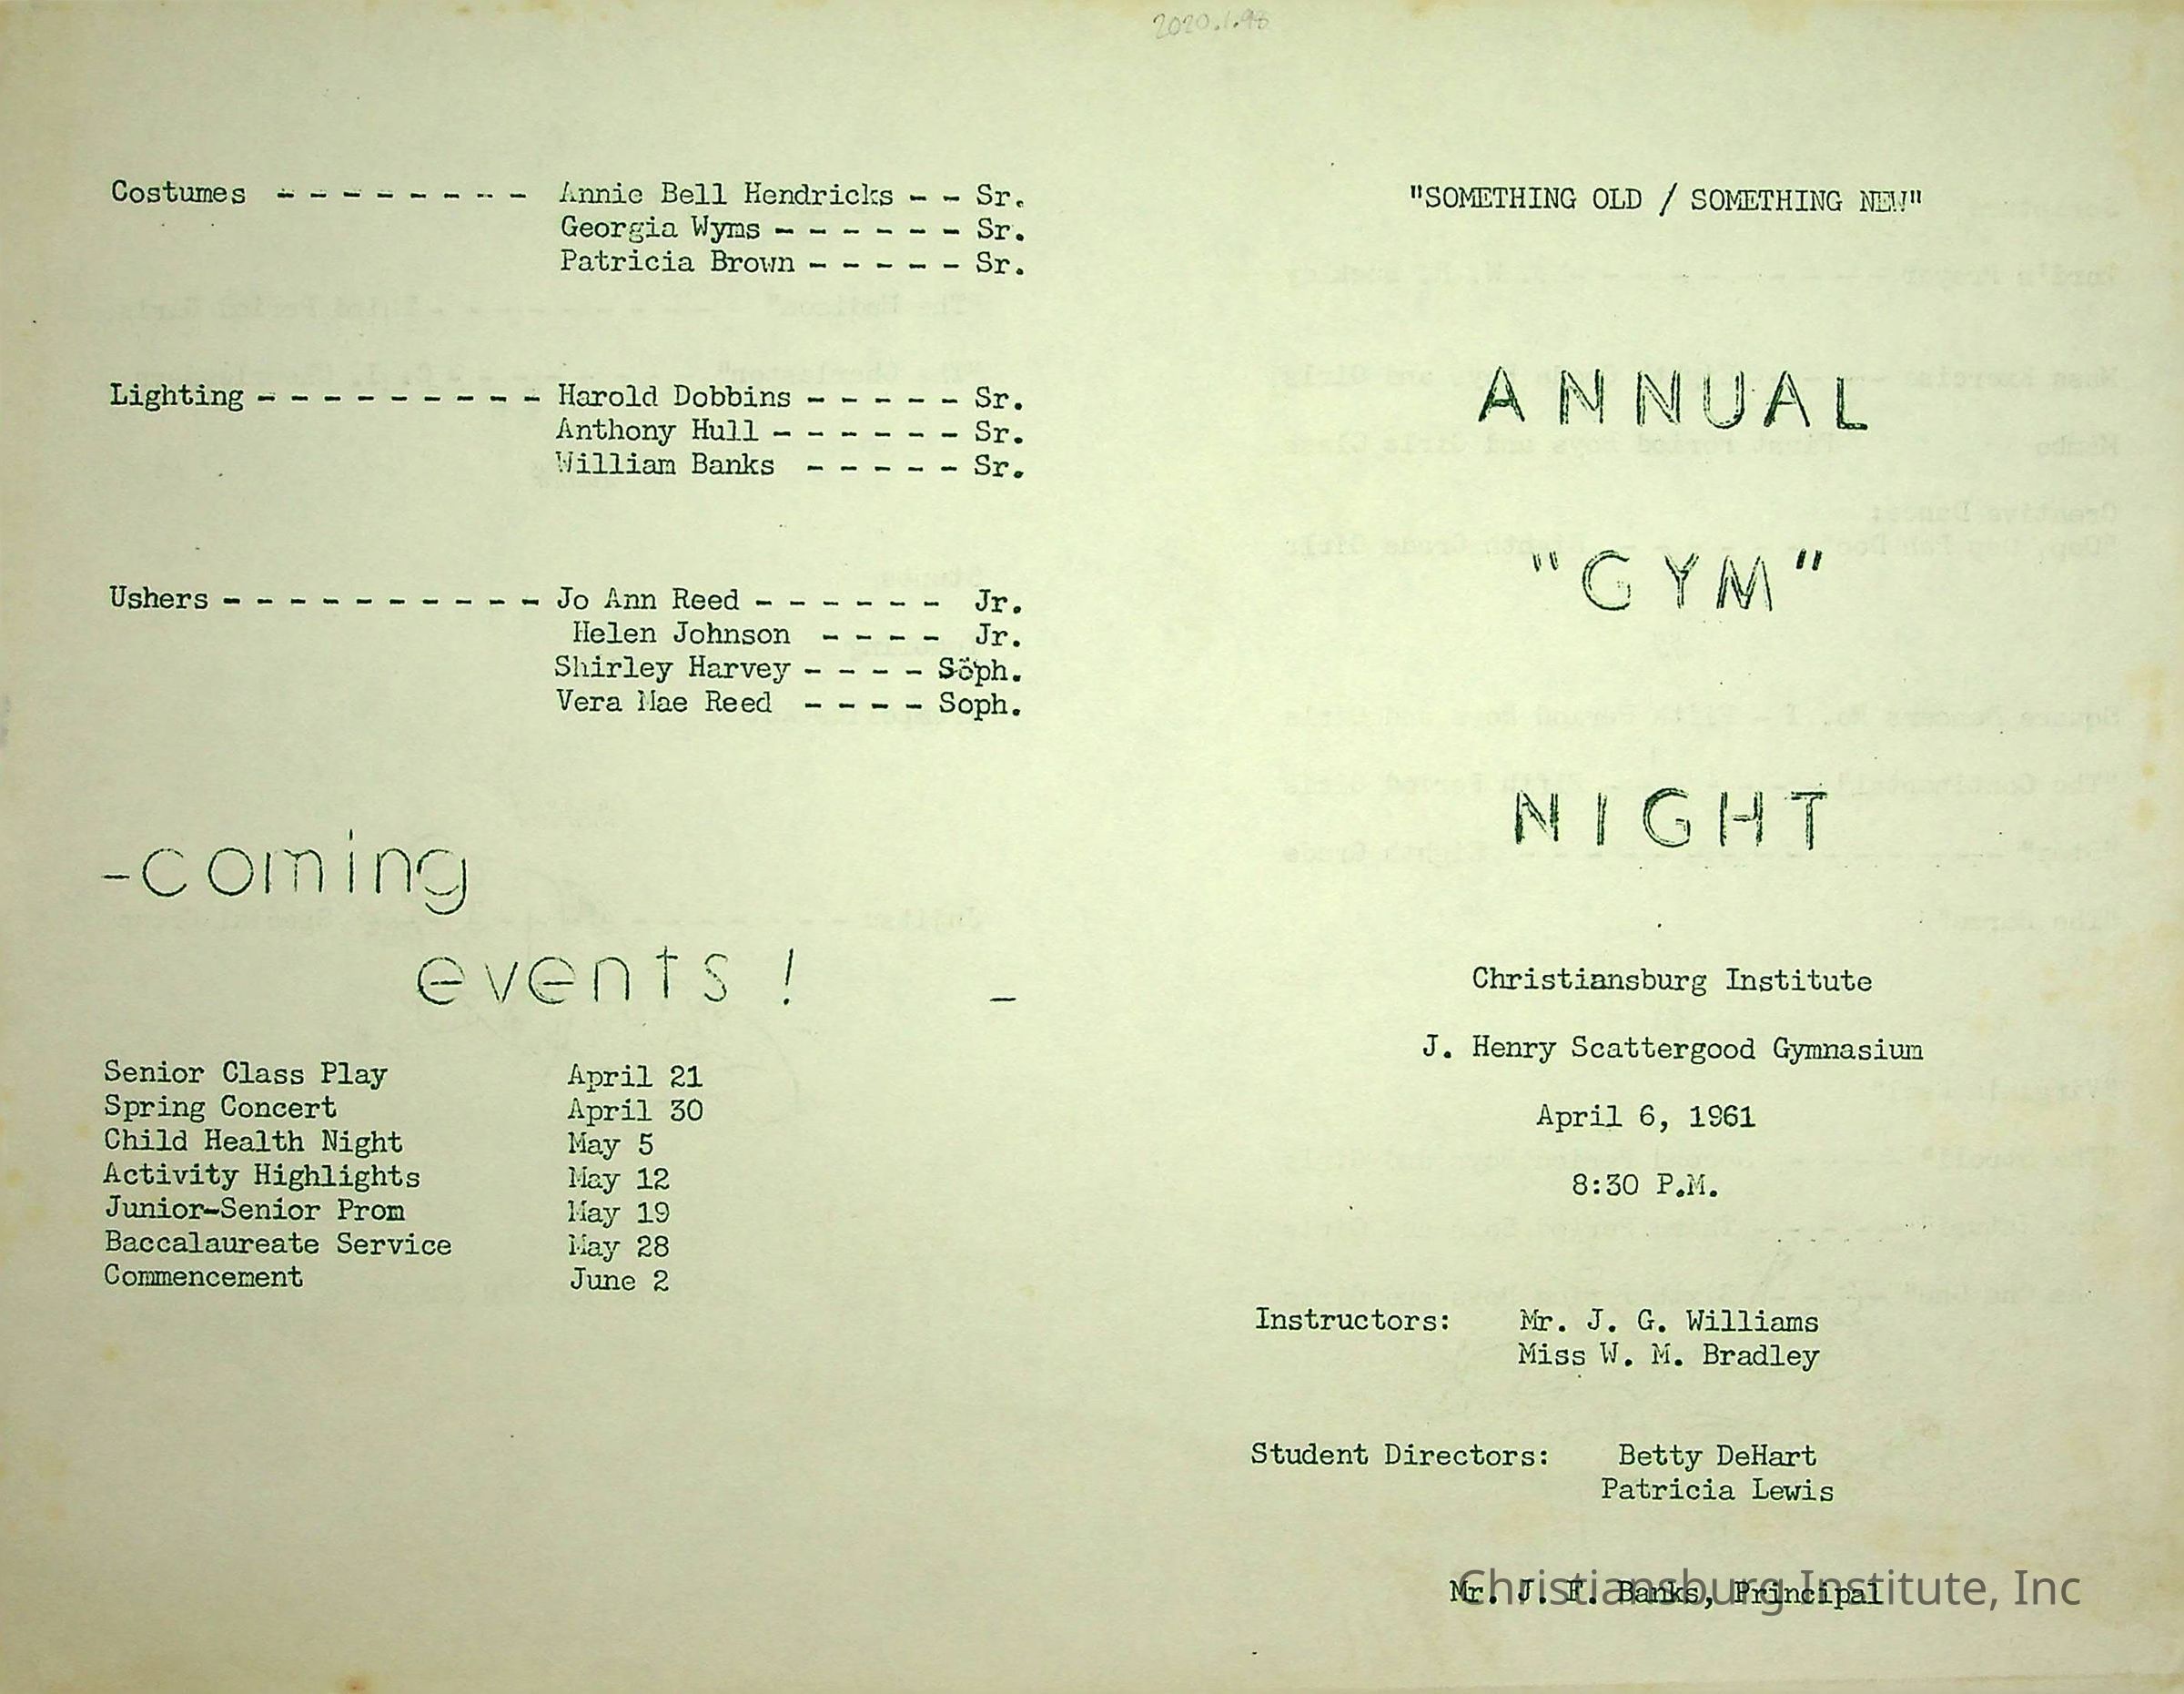 2020.1.98
Costumes - - - - - - - - Annie Bell Hendricks - - Sr.
Georgia Wyms - - - - - - Sr.
Patricia Brown - - - - - Sr.
Lighting - - - - - - - - - Harold Dobbins - - - - - Sr.
Anthony Hull - - - - - - Sr.
William Banks - - - - - Sr.
Ushers - - - - - - - - - - Jo Ann Reed - - - - - - Jr.
Helen Johnson - - - - Jr.
Shirley Harvey - - - - Soph.
Vera Mae Reed - - - - Soph.
-coming
events! -
Senior Class Play April 21
Spring Concert April 30
Child Health Night May 5
Activity Highlights May 12
Junior-Senior Prom May 19
Baccalaureate Service May 28
Commencement June 2
"SOMETHING OLD / SOMETHING NEW"
ANNUAL
"GYM"
NIGHT
Christiansburg Institute
J. Henry Scattergood Gymnasium
April 6, 1961
8:30 P.M.
Instructors: Mr. J. G. Williams
Miss W. M. Bradley
Student Directors: Betty DeHart
Patricia Lewis
Mr. J. F. Banks, Principal
Christiansburg Institute, Inc